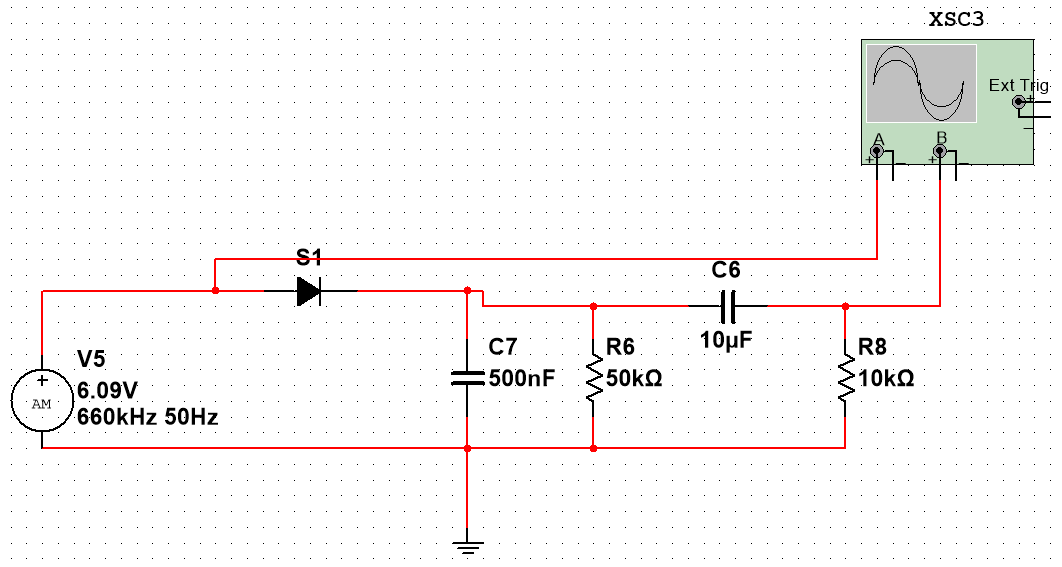 XSC3
Ext Trig
+
−
A
B
+
−
+
−
S1
C6
10µF
V5
6.09V
660kHz 50Hz
+
AM
C7
500nF
R6
50kΩ
R8
10kΩ